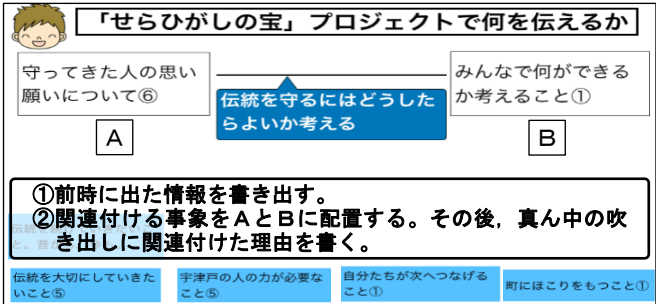 「せらひがしの宝」プロジェクトで何を伝えるか
守ってきた人の思い
願いについて⑥
A
伝統を守るにはどうした
らよいか考える
みんなで何ができる
か考えること①
B
①前時に出た情報を書き出す。
②関連付ける事象をAとBに配置する。その後，真ん中の吹
き出しに関連付けた理由を書く。
伝統を大切にしていきた
いこと⑤
宇津戸の人の力が必要な
こと⑤
自分たちが次へつなげる
こと①
町にほこりをもつこと①